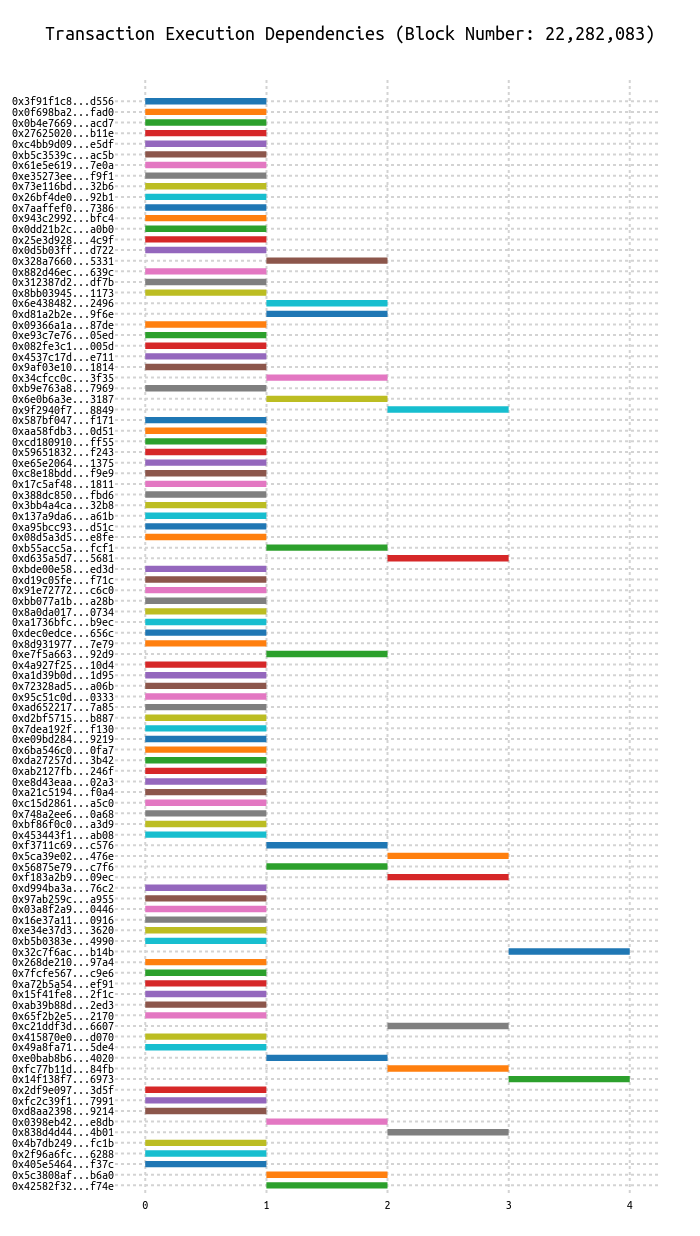 Transaction Execution Dependencies (Block Number: 22,282,083)
0x3f91f1c8...d556
0x0f698ba2...fad0
0x0b4e7669...acd7
0x27625020...b11e
0xc4bb9d09...e5df
0xb5c3539c...ac5b
0x61e5e619...7e0a
0xe35273ee...f9f1
0x73e116bd...32b6
0x26bf4de0...92b1
0x7aaffef0...7386
0x943c2992...bfc4
0x0dd21b2c...a0b0
0x25e3d928...4c9f
0x0d5b03ff...d722
0x328a7660...5331
0x882d46ec...639c
0x312387d2...df7b
0x8bb03945...1173
0x6e438482...2496
0xd81a2b2e...9f6e
0x09366a1a...87de
0xe93c7e76...05ed
0x082fe3c1...005d
0x4537c17d...e711
0x9af03e10...1814
0x34cfcc0c...3f35
0xb9e763a8...7969
0x6e0b6a3e...3187
0x9f2940f7...8849
0x587bf047...f171
0xaa58fdb3...0d51
0xcd180910...ff55
0x59651832...f243
0xe65e2064...1375
0xc8e18bdd...f9e9
0x17c5af48...1811
0x388dc850...fbd6
0x3bb4a4ca...32b8
0x137a9da6...a61b
0xa95bcc93...d51c
0x08d5a3d5...e8fe
0xb55acc5a...fcf1
0xd635a5d7...5681
0xbde00e58...ed3d
0xd19c05fe...f71c
0x91e72772...c6c0
0xbb077a1b...a28b
0x8a0da017...0734
0xa1736bfc...b9ec
0xdec0edce...656c
0x8d931977...7e79
0xe7f5a663...92d9
0x4a927f25...10d4
0xa1d39b0d...1d95
0x72328ad5...a06b
0x95c51c0d...0333
0xad652217...7a85
0xd2bf5715...b887
0x7dea192f...f130
0xe09bd284...9219
0x6ba546c0...0fa7
0xda27257d...3b42
0xab2127fb...246f
0xe8d43eaa...02a3
0xa21c5194...f0a4
0xc15d2861...a5c0
0x748a2ee6...0a68
0xbf86f0c0...a3d9
0x453443f1...ab08
0xf3711c69...c576
0x5ca39e02...476e
0x56875e79...c7f6
0xf183a2b9...09ec
0xd994ba3a...76c2
0x97ab259c...a955
0x03a8f2a9...0446
0x16e37a11...0916
0xe34e37d3...3620
0xb5b0383e...4990
0x32c7f6ac...b14b
0x268de210...97a4
0x7fcfe567...c9e6
0xa72b5a54...ef91
0x15f41fe8...2f1c
0xab39b88d...2ed3
0x65f2b2e5...2170
0xc21ddf3d...6607
0x415870e0...d070
0x49a8fa71...5de4
0xe0bab8b6...4020
0xfc77b11d...84fb
0x14f138f7...6973
0x2df9e097...3d5f
0xfc2c39f1...7991
0xd8aa2398...9214
0x0398eb42...e8db
0x838d4d44...4b01
0x4b7db249...fc1b
0x2f96a6fc...6288
0x405e5464...f37c
0x5c3808af...b6a0
0x42582f32...f74e
0 1 2 3 4